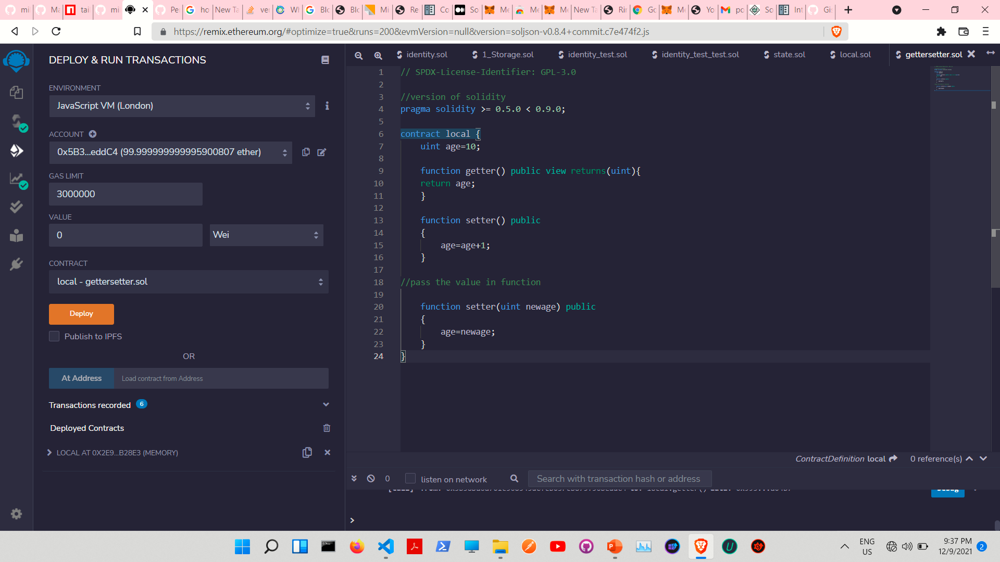 mi
Ma
tai
mi
Pe
ho
New Ta
ver
Wl
Blo
Blo
Mi
Re
Co
So
Me
Me
Me
New Ta
Rin
Go
Me
Yo
po
So
Int
Gi
https://remix.ethereum.org/#optimize=true&runs=200&evmVersion=null&version=soljson-v0.8.4+commit.c7e474f2.js
DEPLOY & RUN TRANSACTIONS
ENVIRONMENT
JavaScript VM (London)
ACCOUNT
0x5B3...eddC4 (99.999999999995900807 ether)
GAS LIMIT
3000000
VALUE
0
Wei
CONTRACT
local - gettersetter.sol
Deploy
Publish to IPFS
OR
At Address
Load contract from Address
Transactions recorded 6
Deployed Contracts
LOCAL AT 0X2E9...B28E3 (MEMORY)
identity.sol
1_Storage.sol
identity_test.sol
identity_test_test.sol
state.sol
local.sol
gettersetter.sol
1 // SPDX-License-Identifier: GPL-3.0
2
3 //version of solidity
4 pragma solidity >= 0.5.0 < 0.9.0;
5
6 contract local {
7 uint age=10;
8
9 function getter() public view returns(uint){
10 return age;
11 }
12
13 function setter() public
14 {
15 age=age+1;
16 }
17
18 //pass the value in function
19
20 function setter(uint newage) public
21 {
22 age=newage;
23 }
24 }
ContractDefinition local
0 reference(s)
0
listen on network
Search with transaction hash or address
>
ENG
US
9:37 PM
12/9/2021
2